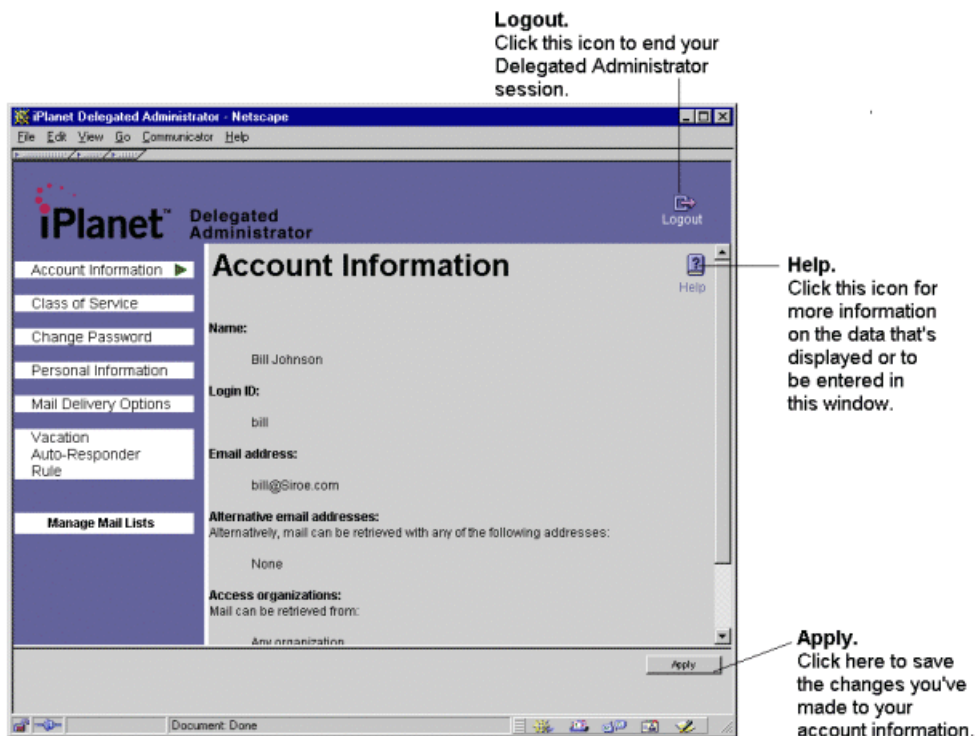 Logout.
Click this icon to end your
Delegated Administrator
session.
iPlanet Delegated Administrator - Netscape
File Edit View Go Communicator Help
iPlanet™ Delegated
Administrator
Logout
Account Information
Class of Service
Change Password
Personal Information
Mail Delivery Options
Vacation
Auto-Responder
Rule
Manage Mail Lists
Account Information
Help
Name:
Bill Johnson
Login ID:
bill
Email address:
bill@Siroe.com
Alternative email addresses:
Alternatively, mail can be retrieved with any of the following addresses:
None
Access organizations:
Mail can be retrieved from:
Any organization
Apply
Document: Done
Help.
Click this icon for
more information
on the data that's
displayed or to
be entered in
this window.
Apply.
Click here to save
the changes you've
made to your
account information.